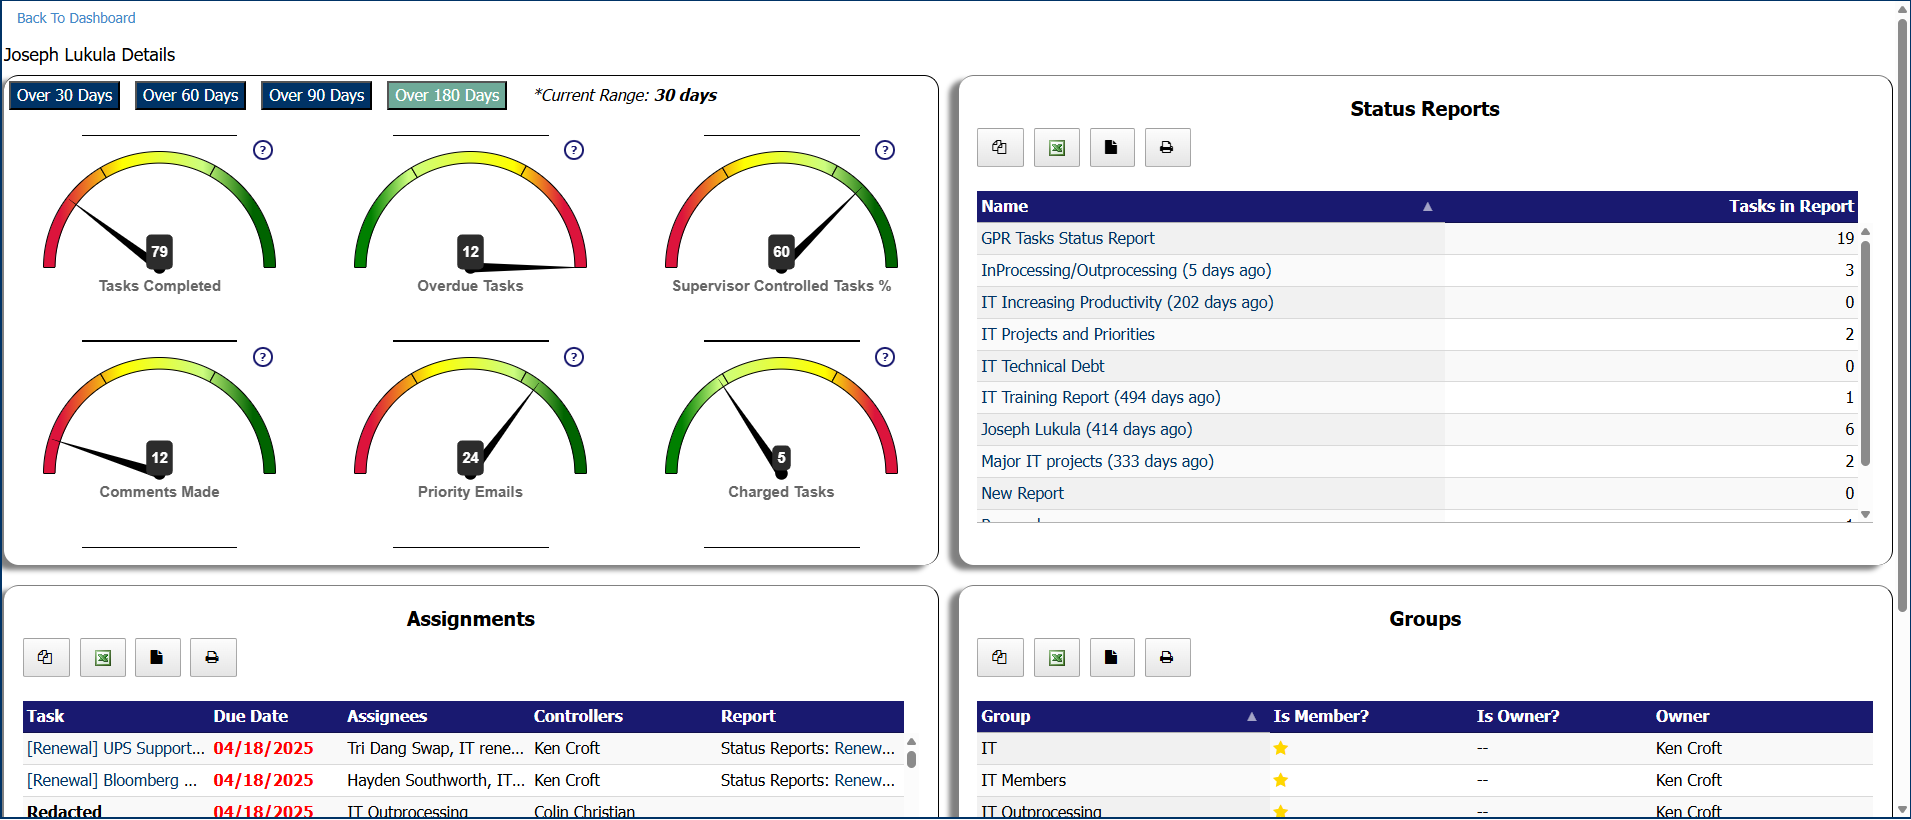 Back To Dashboard
Joseph Lukula Details
Over 30 Days Over 60 Days Over 90 Days Over 180 Days *Current Range: 30 days
? ? ?
79 12 60
Tasks Completed Overdue Tasks Supervisor Controlled Tasks %
? ? ?
12 24 5
Comments Made Priority Emails Charged Tasks
Status Reports
Name Tasks in Report
GPR Tasks Status Report 19
InProcessing/Outprocessing (5 days ago) 3
IT Increasing Productivity (202 days ago) 0
IT Projects and Priorities 2
IT Technical Debt 0
IT Training Report (494 days ago) 1
Joseph Lukula (414 days ago) 6
Major IT projects (333 days ago) 2
New Report 0
Assignments
Task Due Date Assignees Controllers Report
[Renewal] UPS Support... 04/18/2025 Tri Dang Swap, IT rene... Ken Croft Status Reports: Renew...
[Renewal] Bloomberg ... 04/18/2025 Hayden Southworth, IT... Ken Croft Status Reports: Renew...
Redacted 04/18/2025 IT Outprocessing Colin Christian
Groups
Group Is Member? Is Owner? Owner
IT -- Ken Croft
IT Members -- Ken Croft
IT Outprocessing -- Ken Croft